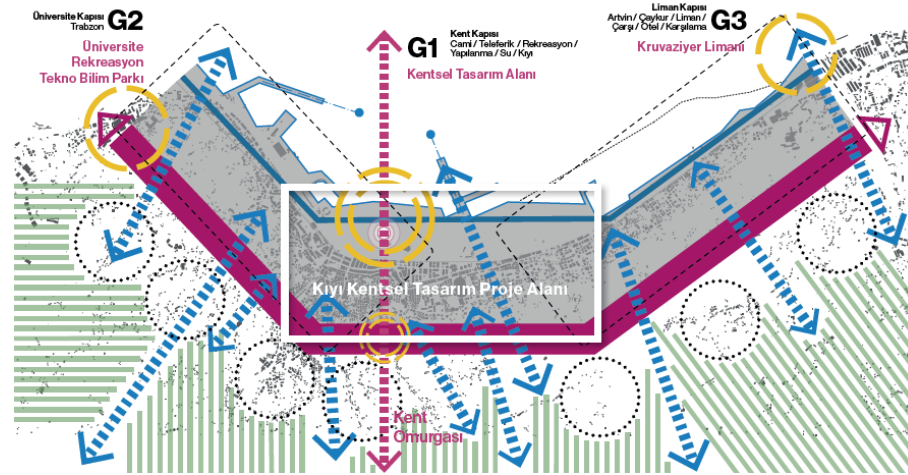 Üniversite Kapısı
Trabzon
G2
Üniversite
Rekreasyon
Tekno Bilim Parkı
G1
Kent Kapısı
Cami / Teleferik / Rekreasyon /
Yapılanma / Su / Kıyı
Kentsel Tasarım Alanı
Liman Kapısı
Artvin / Çaykur / Liman /
Çarşı / Otel / Karşılama
G3
Kruvaziyer Limanı
Kıyı Kentsel Tasarım Proje Alanı
Kent
Omurgası